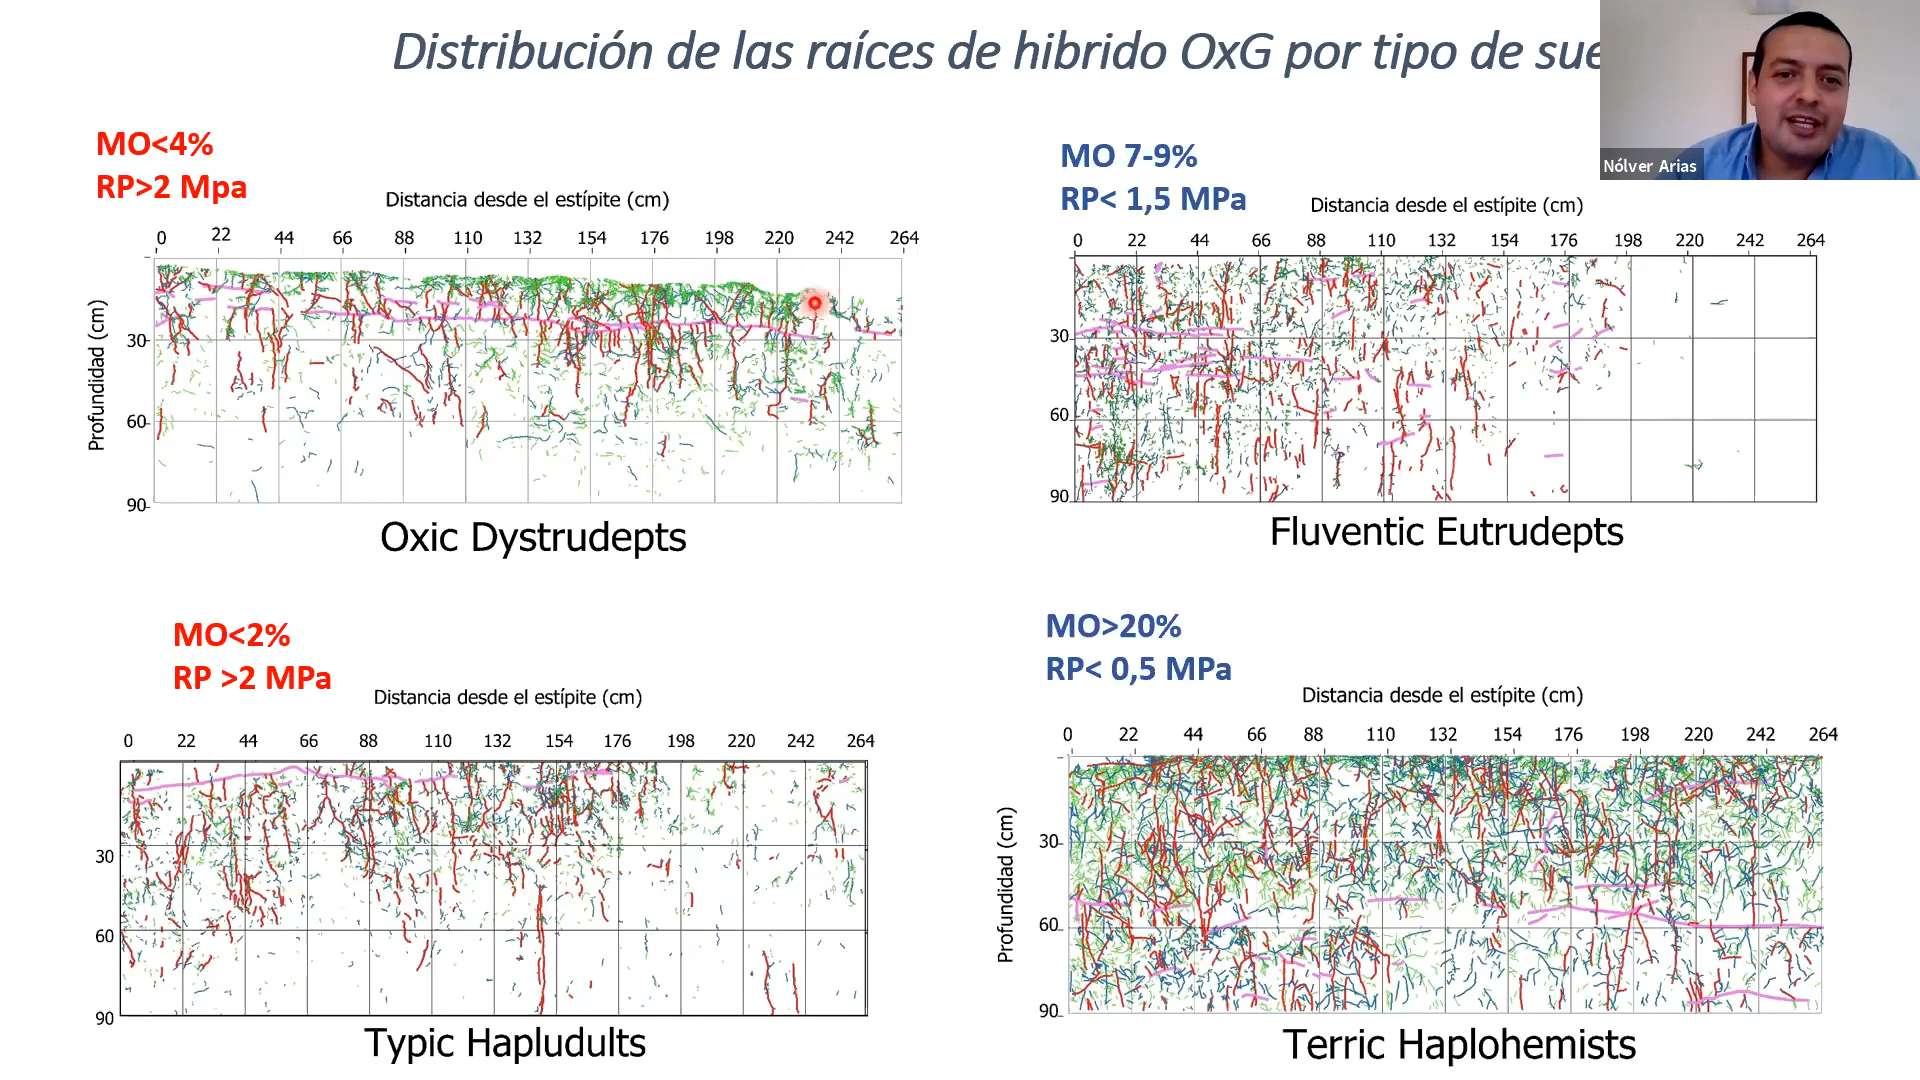 Distribución de las raíces de hibrido OxG por tipo de sue
Nólver Arias
MO<4%
RP>2 Mpa
Distancia desde el estípite (cm)
0 22 44 66 88 110 132 154 176 198 220 242 264
Profundidad (cm)
30
60
90
Oxic Dystrudepts
MO 7-9%
RP< 1,5 MPa
Distancia desde el estípite (cm)
0 22 44 66 88 110 132 154 176 198 220 242 264
30
60
90
Fluventic Eutrudepts
MO<2%
RP >2 MPa
Distancia desde el estípite (cm)
0 22 44 66 88 110 132 154 176 198 220 242 264
30
60
90
Typic Hapludults
MO>20%
RP< 0,5 MPa
Distancia desde el estípite (cm)
0 22 44 66 88 110 132 154 176 198 220 242 264
Profundidad (cm)
30
60
90
Terric Haplohemists